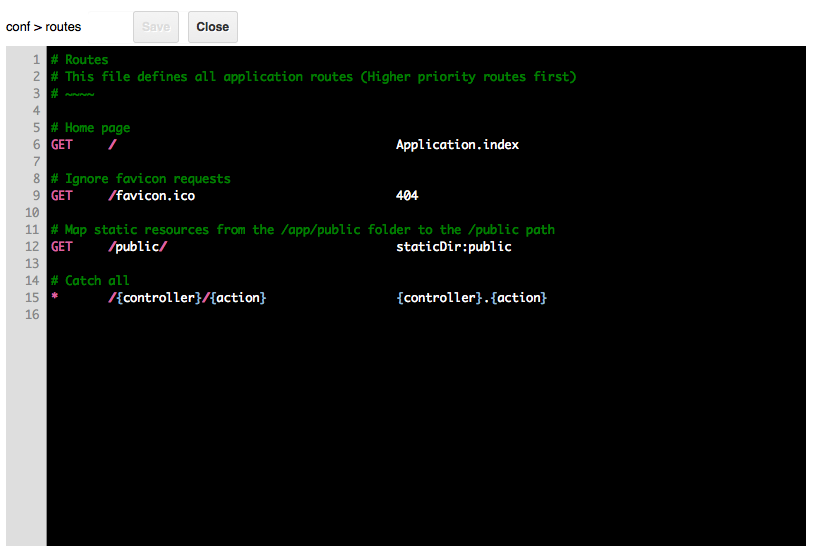 conf > routes Save Close
1 # Routes
2 # This file defines all application routes (Higher priority routes first)
3 # ~~~~
4
5 # Home page
6 GET / Application.index
7
8 # Ignore favicon requests
9 GET /favicon.ico 404
10
11 # Map static resources from the /app/public folder to the /public path
12 GET /public/ staticDir:public
13
14 # Catch all
15 * /{controller}/{action} {controller}.{action}
16